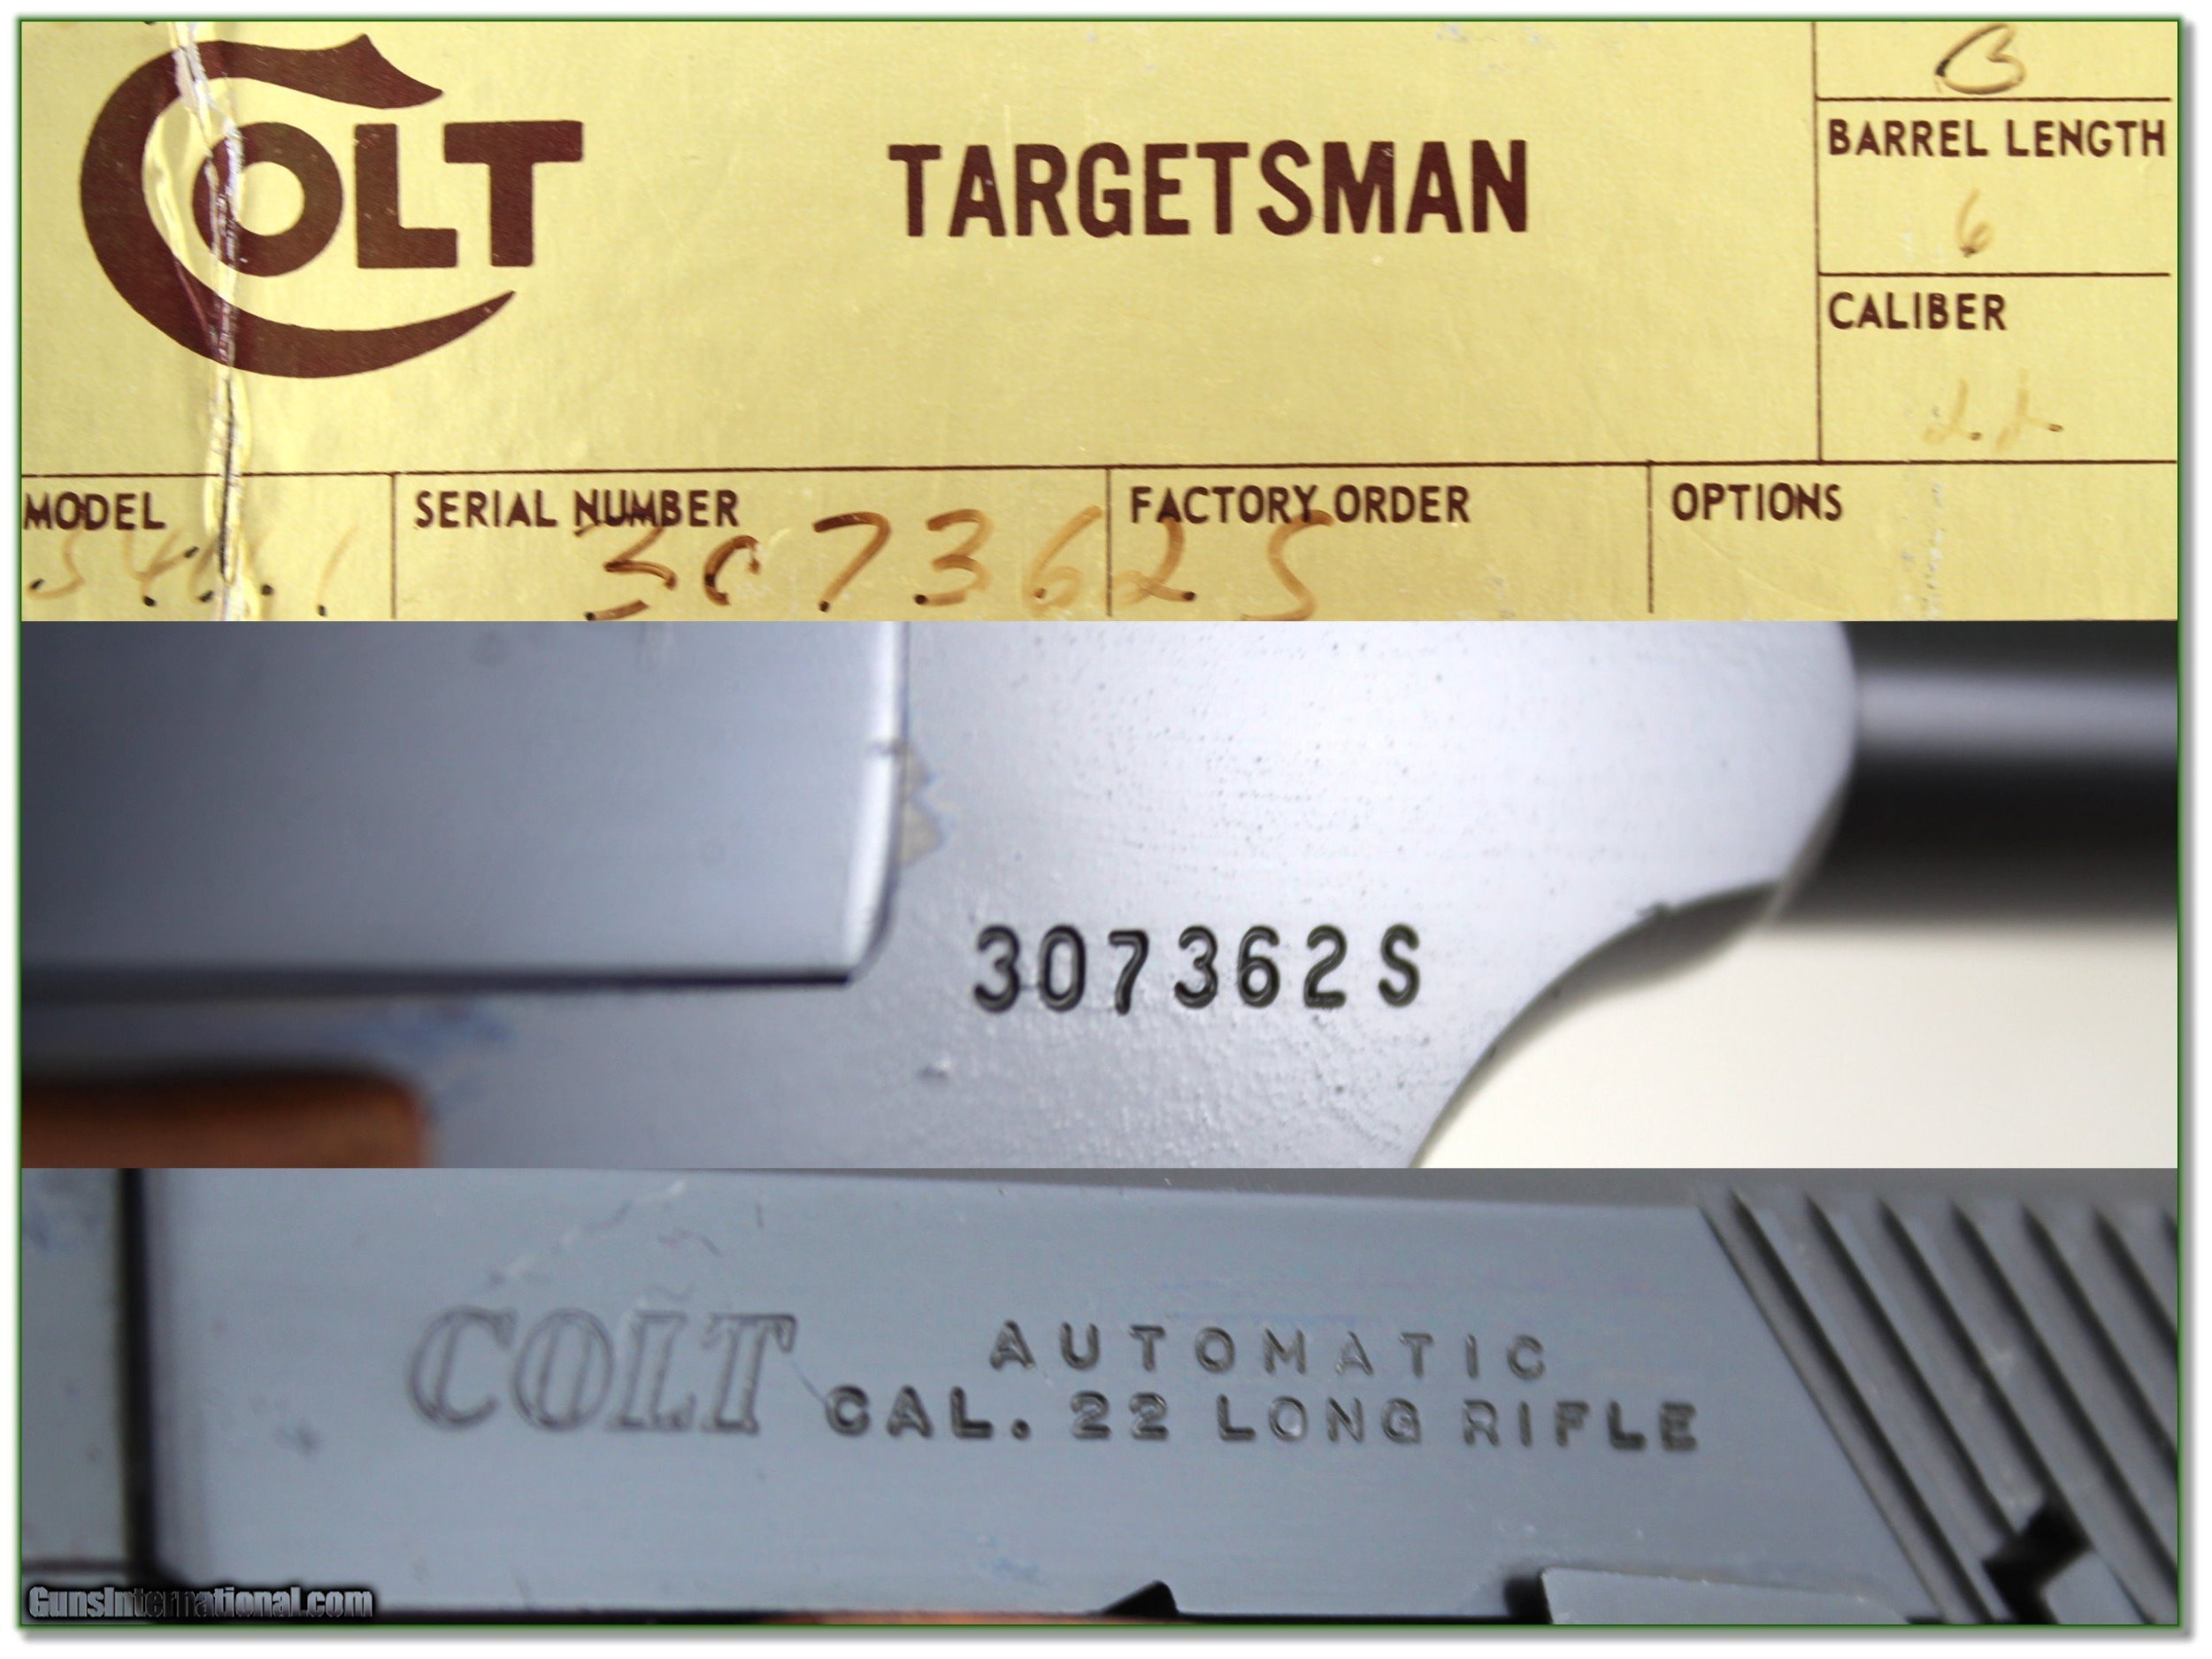 COLT
TARGETSMAN
B
BARREL LENGTH
6
CALIBER
22
MODEL
SERIAL NUMBER
307362S
FACTORY ORDER
OPTIONS
307362S
COLT
AUTOMATIC
CAL. 22 LONG RIFLE
GunsInternational.com